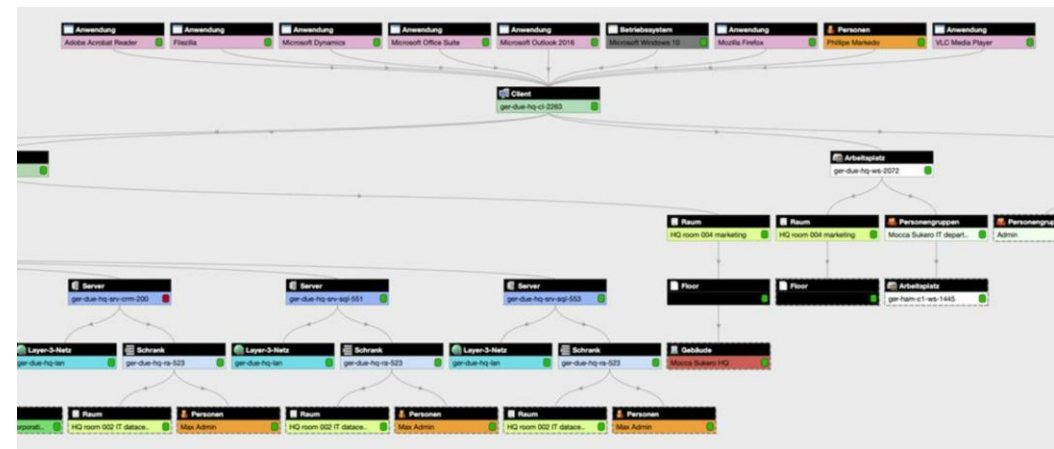 Anwendung Anwendung Anwendung Anwendung Anwendung Betriebssystem Anwendung Personen Anwendung
Adobe Acrobat Reader Filezilla Microsoft Dynamics Microsoft Office Suite Microsoft Outlook 2016 Microsoft Windows 10 Mozilla Firefox Philipe Markedo VLC Media Player
Client
ger-due-hq-cl-2263
Arbeitsplatz
ger-due-hq-ws-2072
Raum Raum Personengruppen Personengrup
HQ room 004 marketing HQ room 004 marketing Mocca Sukero IT depart.. Admin
Server Server Server Floor Floor Arbeitsplatz
ger-due-hq-srv-crm-200 ger-due-hq-srv-sql-551 ger-due-hq-srv-sql-553 ger-ham-c1-ws-1445
Layer-3-Netz Schrank Layer-3-Netz Schrank Layer-3-Netz Schrank Gebäude
ger-due-hq-lan ger-due-hq-ra-523 ger-due-hq-lan ger-due-hq-ra-523 ger-due-hq-lan ger-due-hq-ra-523 Mocca Sukero HQ
Raum Personen Raum Personen Raum Personen
orporati.. HQ room 002 IT datace.. Max Admin HQ room 002 IT datace.. Max Admin HQ room 002 IT datace.. Max Admin